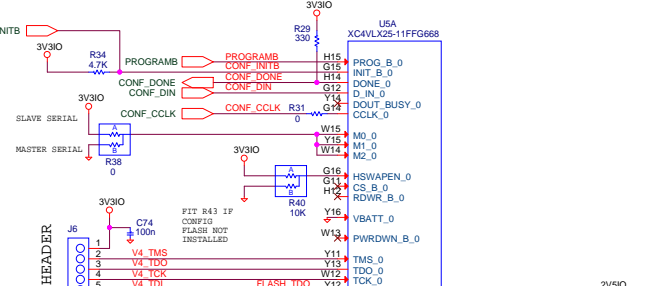 3V3IO
U5A
XC4VLX25-11FFG668
INITB
R29
330
3V3IO
R34
4.7K
PROGRAMB
PROGRAMB
H15
PROG_B_0
CONF_INITB
G15
INIT_B_0
CONF_DONE
CONF_DONE
H14
DONE_0
CONF_DIN
CONF_DIN
G12
D_IN_0
Y14
DOUT_BUSY_0
CONF_CCLK
CONF_CCLK
R31
0
G14
CCLK_0
3V3IO
SLAVE SERIAL
A
B
MASTER SERIAL
R38
0
W15
M0_0
Y15
M1_0
W14
M2_0
3V3IO
A
B
R40
10K
G16
HSWAPEN_0
G11
CS_B_0
H12
RDWR_B_0
Y16
VBATT_0
W13
PWRDWN_B_0
3V3IO
C74
100n
FIT R43 IF
CONFIG
FLASH NOT
INSTALLED
HEADER
J6
1
2
V4_TMS
Y11
TMS_0
3
V4_TDO
Y13
TDO_0
4
V4_TCK
W12
TCK_0
5
V4_TDI
FLASH_TDO
Y12
2V5IO